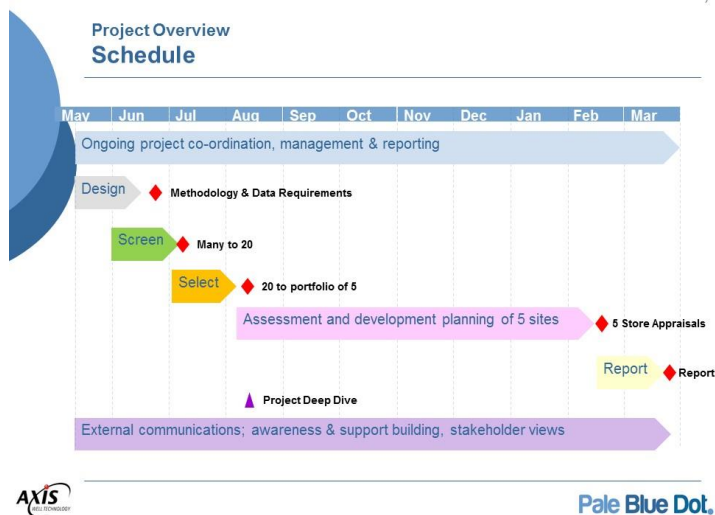 Project Overview
Schedule
May Jun Jul Aug Sep Oct Nov Dec Jan Feb Mar
Ongoing project co-ordination, management & reporting
Design
Methodology & Data Requirements
Screen
Many to 20
Select
20 to portfolio of 5
Assessment and development planning of 5 sites
5 Store Appraisals
Report
Report
Project Deep Dive
External communications; awareness & support building, stakeholder views
AXIS
WELL TECHNOLOGY
Pale Blue Dot.